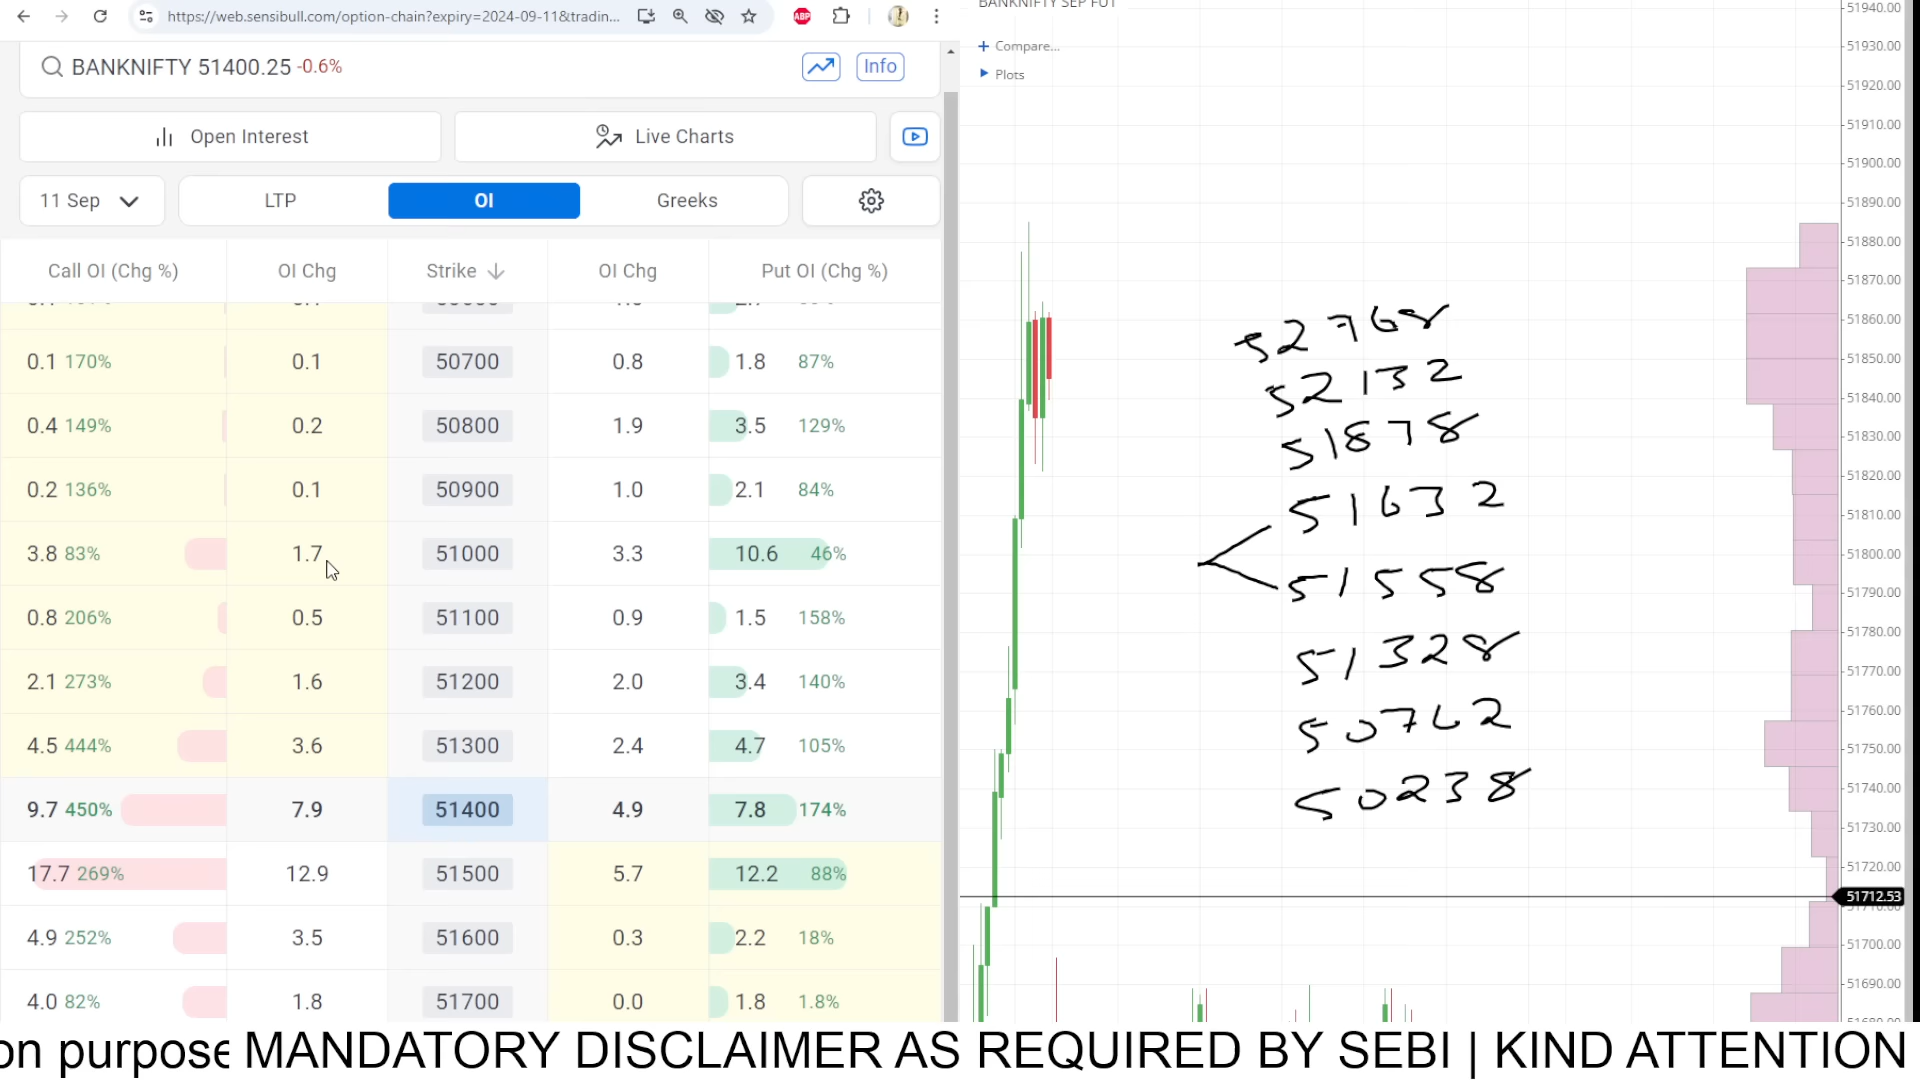 https://web.sensibull.com/option-chain?expiry=2024-09-11&tradin...
ABP
BANKNIFTY 51400.25 -0.6%
Info
Open Interest
Live Charts
11 Sep
LTP
OI
Greeks
Call OI (Chg %) OI Chg Strike OI Chg Put OI (Chg %)
0.1 170% 0.1 50700 0.8 1.8 87%
0.4 149% 0.2 50800 1.9 3.5 129%
0.2 136% 0.1 50900 1.0 2.1 84%
3.8 83% 1.7 51000 3.3 10.6 46%
0.8 206% 0.5 51100 0.9 1.5 158%
2.1 273% 1.6 51200 2.0 3.4 140%
4.5 444% 3.6 51300 2.4 4.7 105%
9.7 450% 7.9 51400 4.9 7.8 174%
17.7 269% 12.9 51500 5.7 12.2 88%
4.9 252% 3.5 51600 0.3 2.2 18%
4.0 82% 1.8 51700 0.0 1.8 1.8%
BANKNIFTY SEP FUT
Compare...
Plots
52768
52132
51878
51632
51558
51328
50762
50238
51940.00
51930.00
51920.00
51910.00
51900.00
51890.00
51880.00
51870.00
51860.00
51850.00
51840.00
51830.00
51820.00
51810.00
51800.00
51790.00
51780.00
51770.00
51760.00
51750.00
51740.00
51730.00
51720.00
51712.53
51700.00
51690.00
on purpose MANDATORY DISCLAIMER AS REQUIRED BY SEBI | KIND ATTENTION